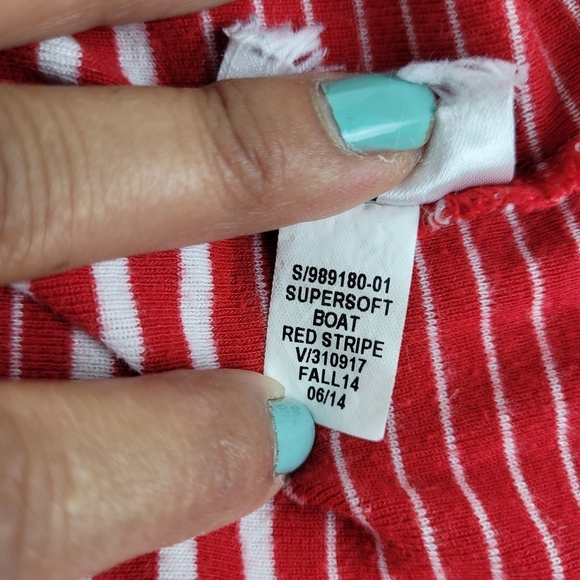 S/989180-01
SUPERSOFT
BOAT
RED STRIPE
V/310917
FALL14
06/14